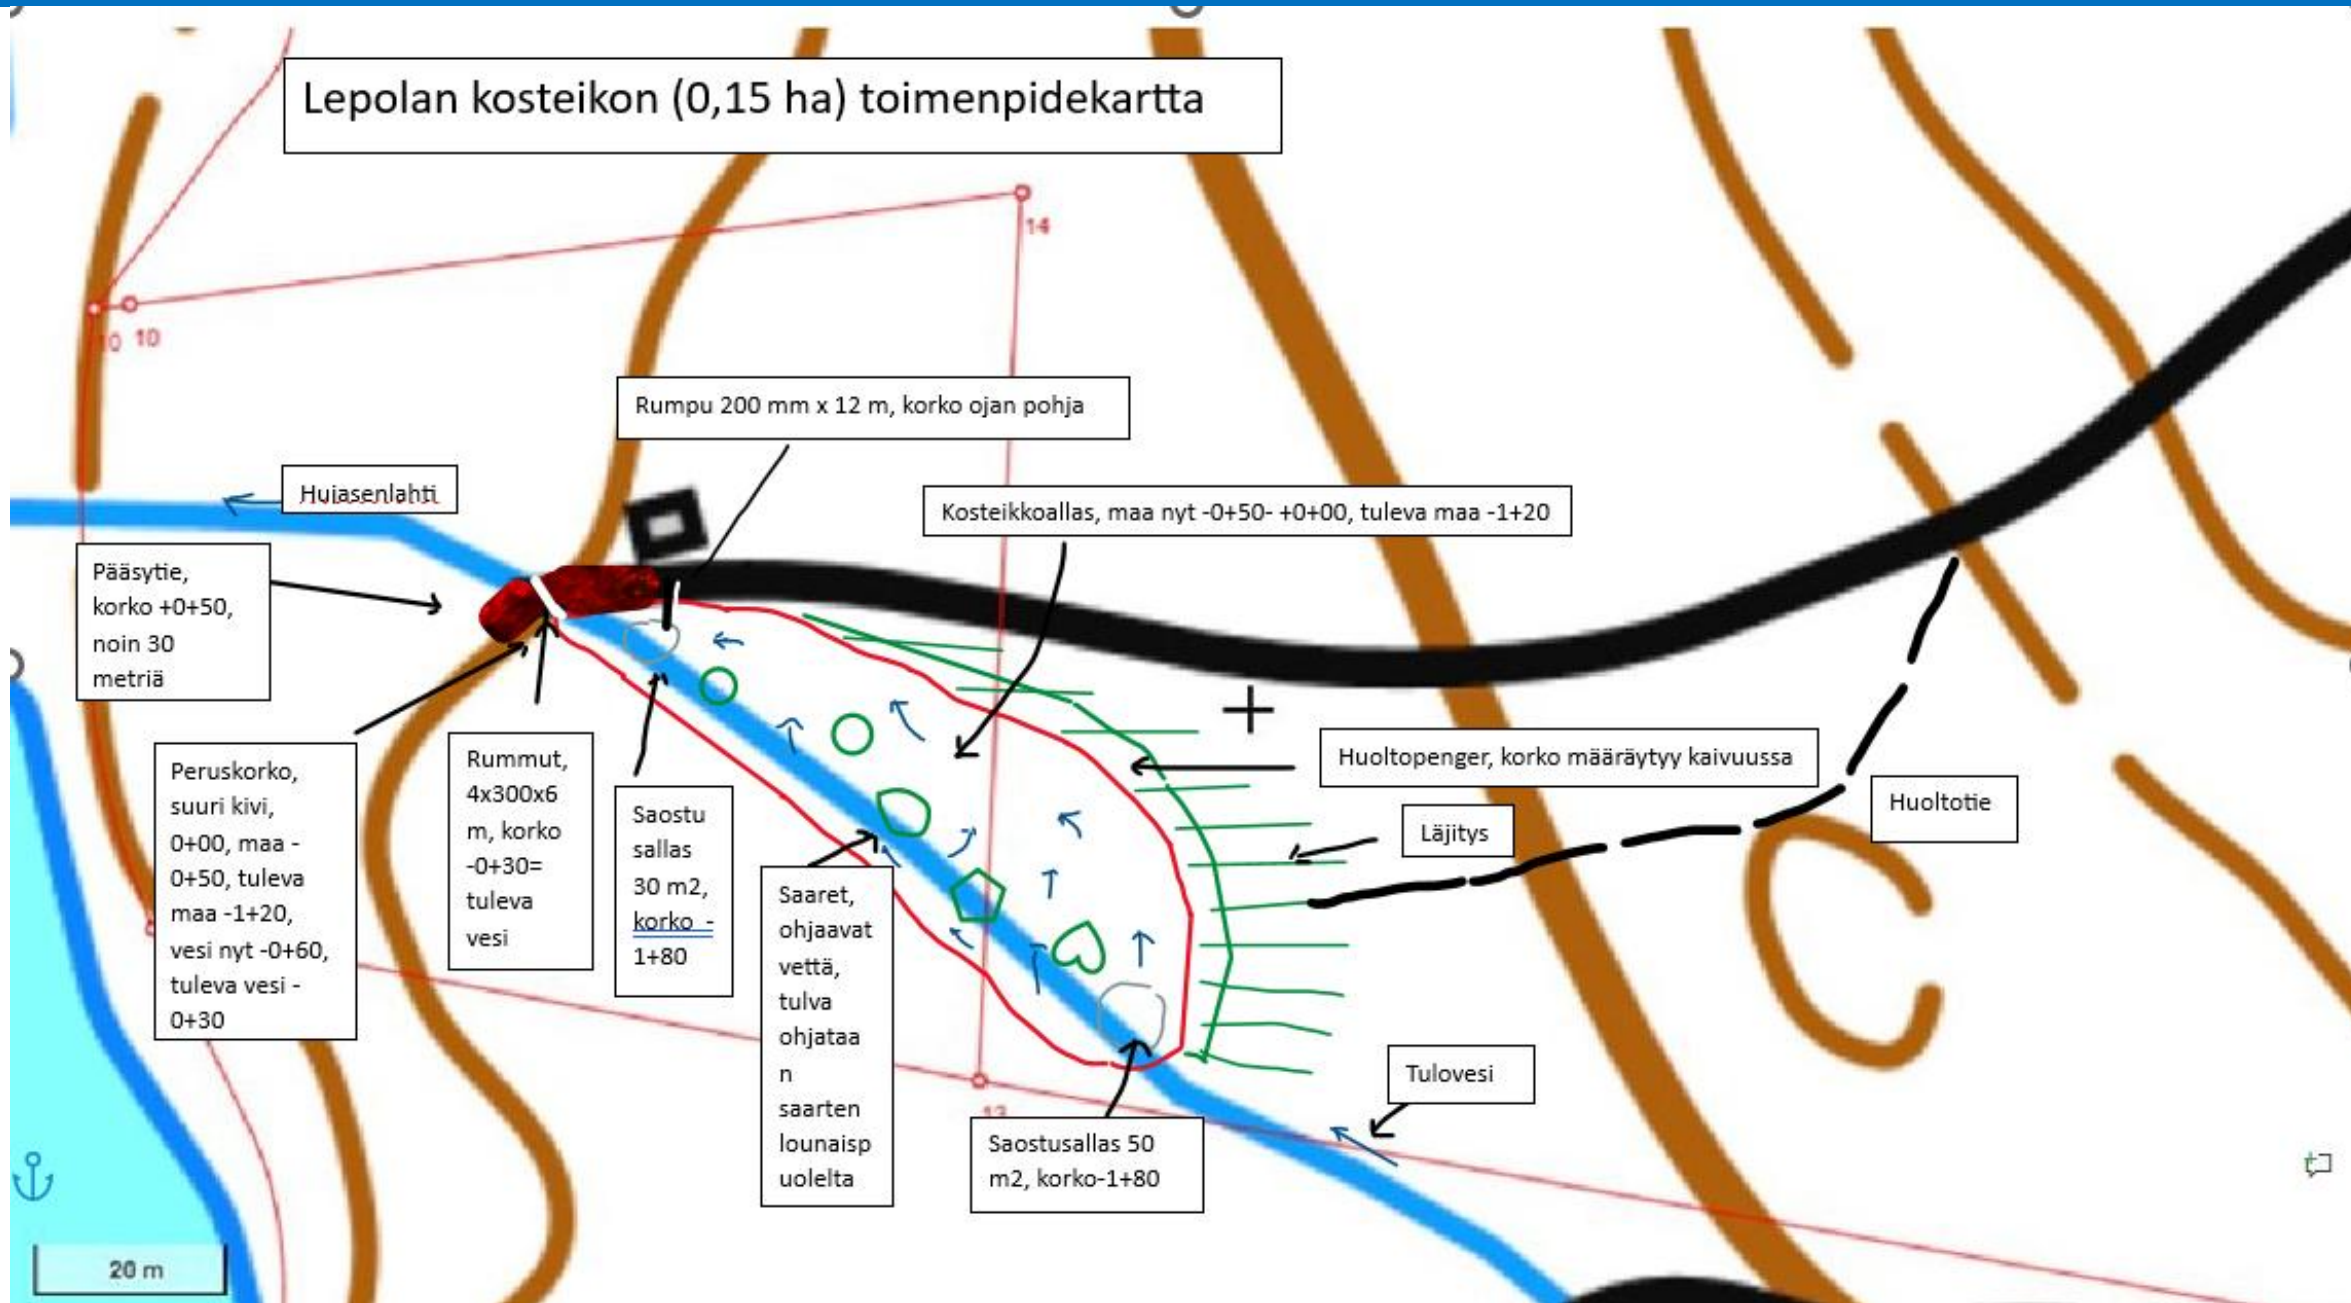 Lepolan kosteikon (0,15 ha) toimenpidekartta
14
10
10
Rumpu 200 mm x 12 m, korko ojan pohja
Huiasenlahti
Kosteikkoallas, maa nyt -0+50- +0+00, tuleva maa -1+20
Pääsytie,
korko +0+50,
noin 30
metriä
Peruskorko,
suuri kivi,
0+00, maa -
0+50, tuleva
maa -1+20,
vesi nyt -0+60,
tuleva vesi -
0+30
Rummut,
4x300x6
m, korko
-0+30=
tuleva
vesi
Saostu
sallas
30 m2,
korko -
1+80
Saaret,
ohjaavat
vettä,
tulva
ohjataa
n
saarten
lounaisp
uolelta
Huoltopenger, korko määräytyy kaivuussa
Läjitys
Huoltotie
Tulovesi
13
Saostusallas 50
m2, korko-1+80
20 m